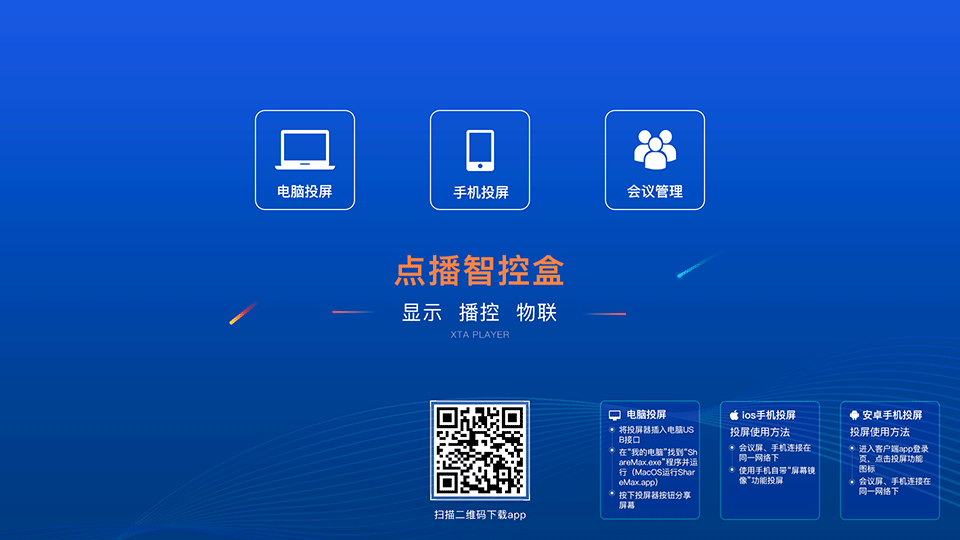 电脑投屏
手机投屏
会议管理
点播智控盒
显示 播控 物联
XTA PLAYER
扫描二维码下载app
电脑投屏
将投屏器插入电脑US
B接口
在“我的电脑”找到“Sh
areMax.exe”程序并运
行（MacOS运行Shar
eMax.app）
按下投屏器按钮分享
屏幕
ios手机投屏
投屏使用方法
会议屏、手机连接在
同一网络下
使用手机自带“屏幕镜
像”功能投屏
安卓手机投屏
投屏使用方法
进入客户端app登录
页，点击投屏功能
图标
会议屏、手机连接在
同一网络下